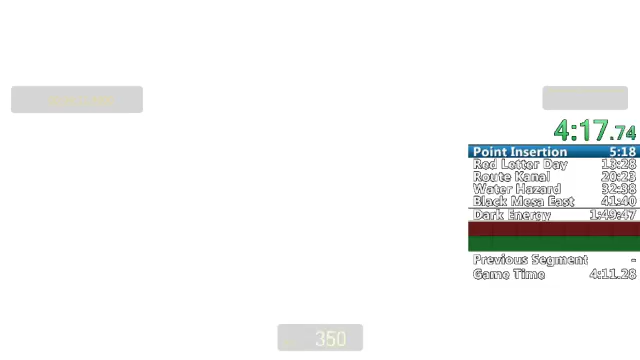 4:17.74
Point Insertion 5:18
Red Letter Day 13:28
Route Kanal 20:23
Water Hazard 32:38
Black Mesa East 41:40
Dark Energy 1:49:47
Previous Segment -
Game Time 4:11.28
350